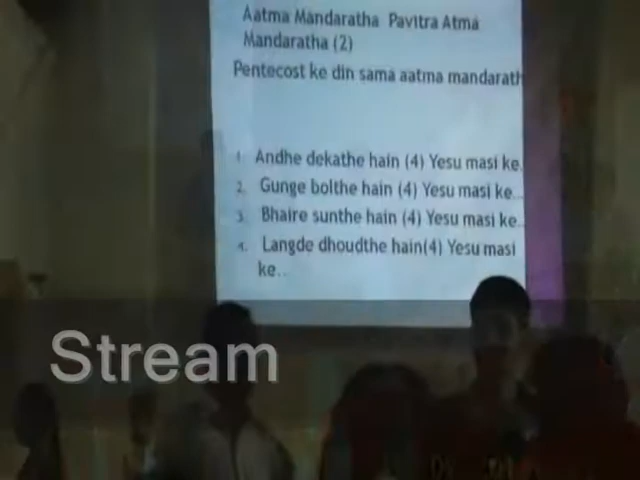 Aatma Mandaratha Pavitra Atma
Mandaratha (2)
Pentecost ke din sama aatma mandarath
1. Andhe dekathe hain (4) Yesu masi ke.
2. Gunge bolthe hain (4) Yesu masi ke...
3. Bhaire sunthe hain (4) Yesu masi ke..
4. Langde dhoudthe hain(4) Yesu masi
ke..
Stream